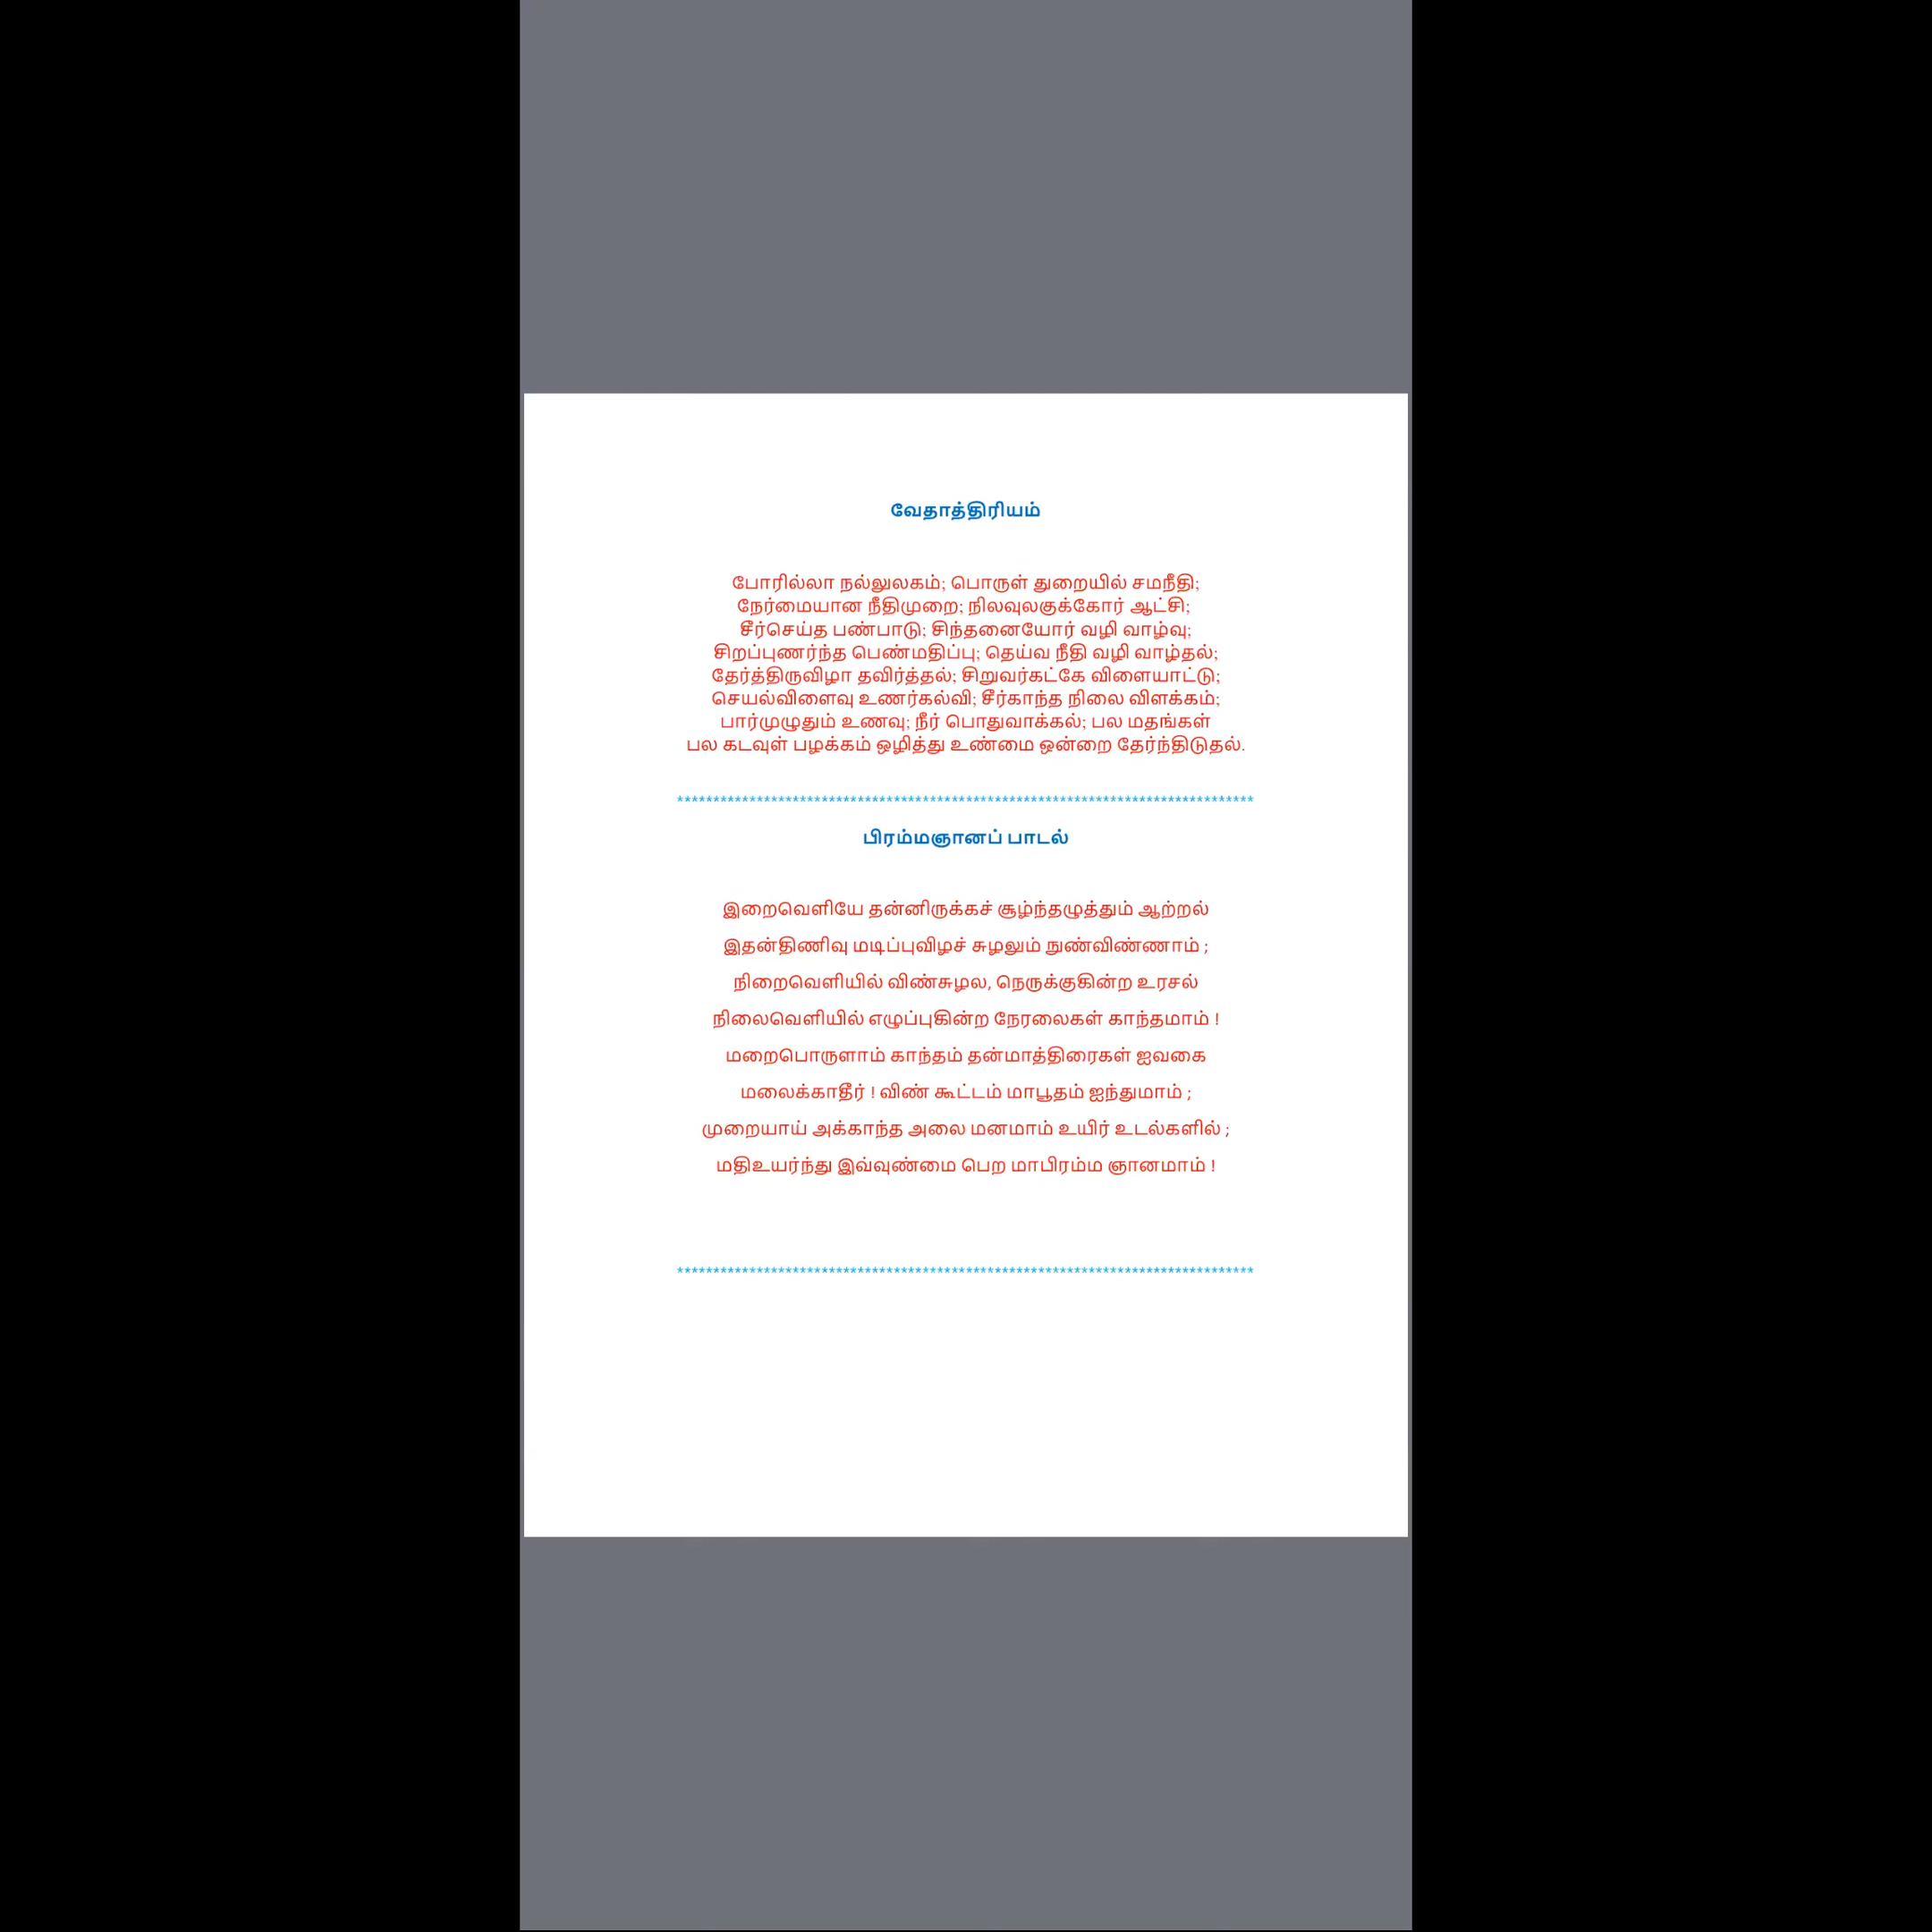 வேதாத்திரியம்
போரில்லா நல்லுலகம்; பொருள் துறையில் சமநீதி;
நேர்மையான நீதிமுறை; நிலவுலகுக்கோர் ஆட்சி;
சீர்செய்த பண்பாடு; சிந்தனையோர் வழி வாழ்வு;
சிறப்புணர்ந்த பெண்மதிப்பு; தெய்வ நீதி வழி வாழ்தல்;
தேர்த்திருவிழா தவிர்த்தல்; சிறுவர்கட்கே விளையாட்டு;
செயல்விளைவு உணர்கல்வி; சீர்காந்த நிலை விளக்கம்;
பார்முழுதும் உணவு; நீர் பொதுவாக்கல்; பல மதங்கள்
பல கடவுள் பழக்கம் ஒழித்து உண்மை ஒன்றை தேர்ந்திடுதல்.
********************************************************************************
பிரம்மஞானப் பாடல்
இறைவெளியே தன்னிருக்கச் சூழ்ந்தழுத்தும் ஆற்றல்
இதன்திணிவு மடிப்புவிழச் சுழலும் நுண்விண்ணாம் ;
நிறைவெளியில் விண்சுழல, நெருக்குகின்ற உரசல்
நிலைவெளியில் எழுப்புகின்ற நேரலைகள் காந்தமாம் !
மறைபொருளாம் காந்தம் தன்மாத்திரைகள் ஐவகை
மலைக்காதீர் ! விண் கூட்டம் மாபூதம் ஐந்துமாம் ;
முறையாய் அக்காந்த அலை மனமாம் உயிர் உடல்களில் ;
மதிஉயர்ந்து இவ்வுண்மை பெற மாபிரம்ம ஞானமாம் !
********************************************************************************